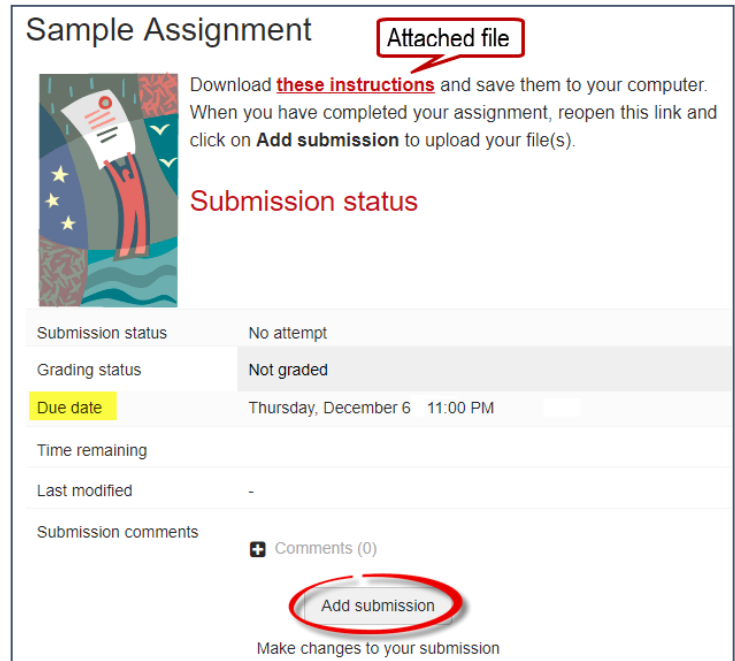 Sample Assignment
Attached file
Download these instructions and save them to your computer.
When you have completed your assignment, reopen this link and
click on Add submission to upload your file(s).
Submission status
Submission status No attempt
Grading status Not graded
Due date Thursday, December 6 11:00 PM
Time remaining
Last modified -
Submission comments
Comments (0)
Add submission
Make changes to your submission